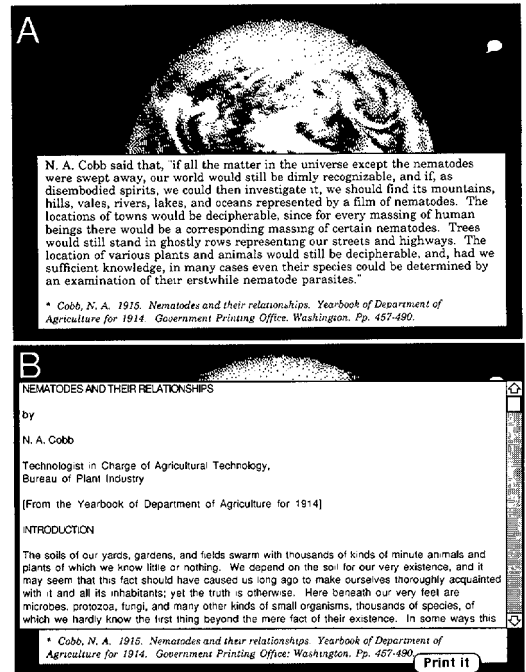 A
N. A. Cobb said that, "if all the matter in the universe except the nematodes
were swept away, our world would still be dimly recognizable, and if, as
disembodied spirits, we could then investigate it, we should find its mountains,
hills, vales, rivers, lakes, and oceans represented by a film of nematodes. The
locations of towns would be decipherable, since for every massing of human
beings there would be a corresponding massing of certain nematodes. Trees
would still stand in ghostly rows representing our streets and highways. The
location of various plants and animals would still be decipherable, and, had we
sufficient knowledge, in many cases even their species could be determined by
an examination of their erstwhile nematode parasites."
* Cobb, N. A. 1915. Nematodes and their relationships. Yearbook of Department of
Agriculture for 1914. Government Printing Office. Washington. Pp. 457-490.
B
NEMATODES AND THEIR RELATIONSHIPS
by
N. A. Cobb
Technologist in Charge of Agricultural Technology,
Bureau of Plant Industry
[From the Yearbook of Department of Agriculture for 1914]
INTRODUCTION
The soils of our yards, gardens, and fields swarm with thousands of kinds of minute animals and
plants of which we know little or nothing. We depend on the soil for our very existence, and it
may seem that this fact should have caused us long ago to make ourselves thoroughly acquainted
with it and all its inhabitants; yet the truth is otherwise. Here beneath our very feet are
microbes, protozoa, fungi, and many other kinds of small organisms, thousands of species, of
which we hardly know the first thing beyond the mere fact of their existence. In some ways this
* Cobb, N. A. 1915. Nematodes and their relationships. Yearbook of Department of
Agriculture for 1914. Government Printing Office: Washington. Pp. 457-490.
Print it